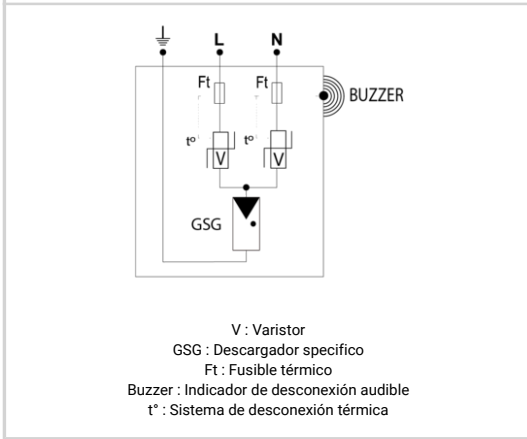 L N
Ft Ft BUZZER
t° t°
V V
GSG
V : Varistor
GSG : Descargador specifico
Ft : Fusible térmico
Buzzer : Indicador de desconexión audible
t° : Sistema de desconexión térmica